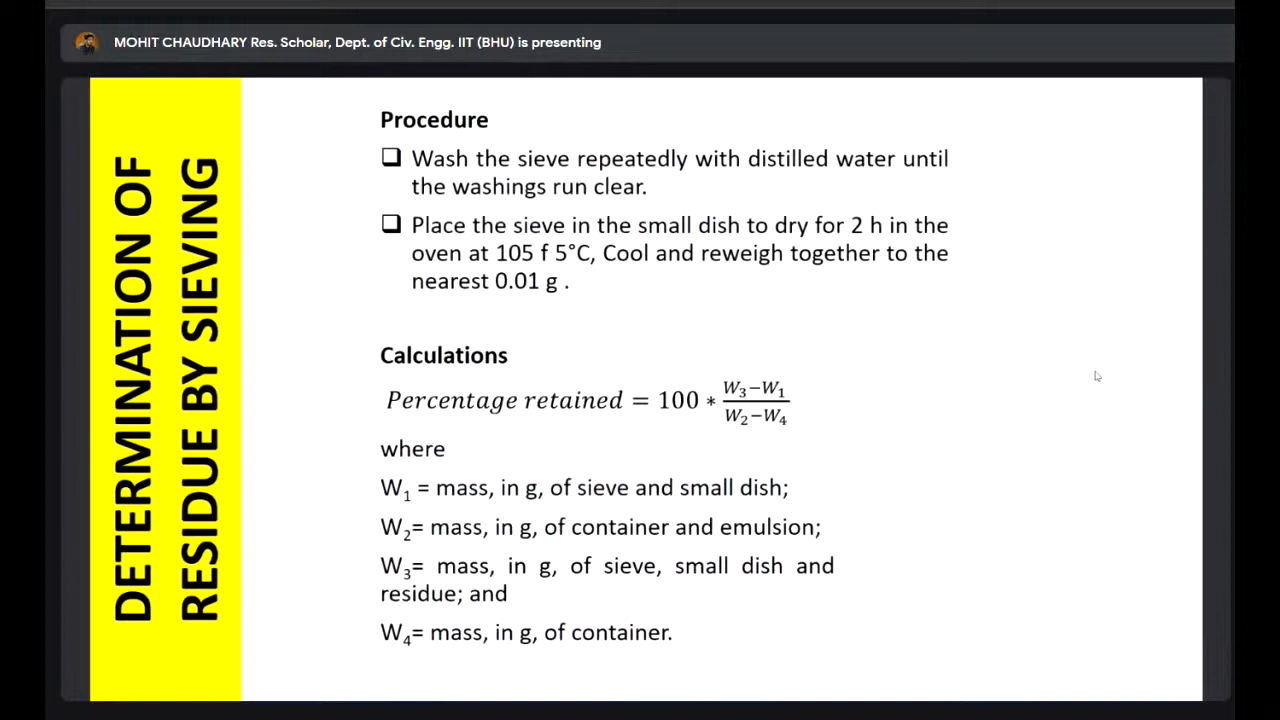 MOHIT CHAUDHARY Res. Scholar, Dept. of Civ. Engg. IIT (BHU) is presenting
DETERMINATION OF
RESIDUE BY SIEVING
Procedure
❑ Wash the sieve repeatedly with distilled water until
the washings run clear.
❑ Place the sieve in the small dish to dry for 2 h in the
oven at 105 f 5°C, Cool and reweigh together to the
nearest 0.01 g .
Calculations
Percentage retained = 100 * (W₃−W₁)/(W₂−W₄)
where
W₁ = mass, in g, of sieve and small dish;
W₂= mass, in g, of container and emulsion;
W₃= mass, in g, of sieve, small dish and
residue; and
W₄= mass, in g, of container.